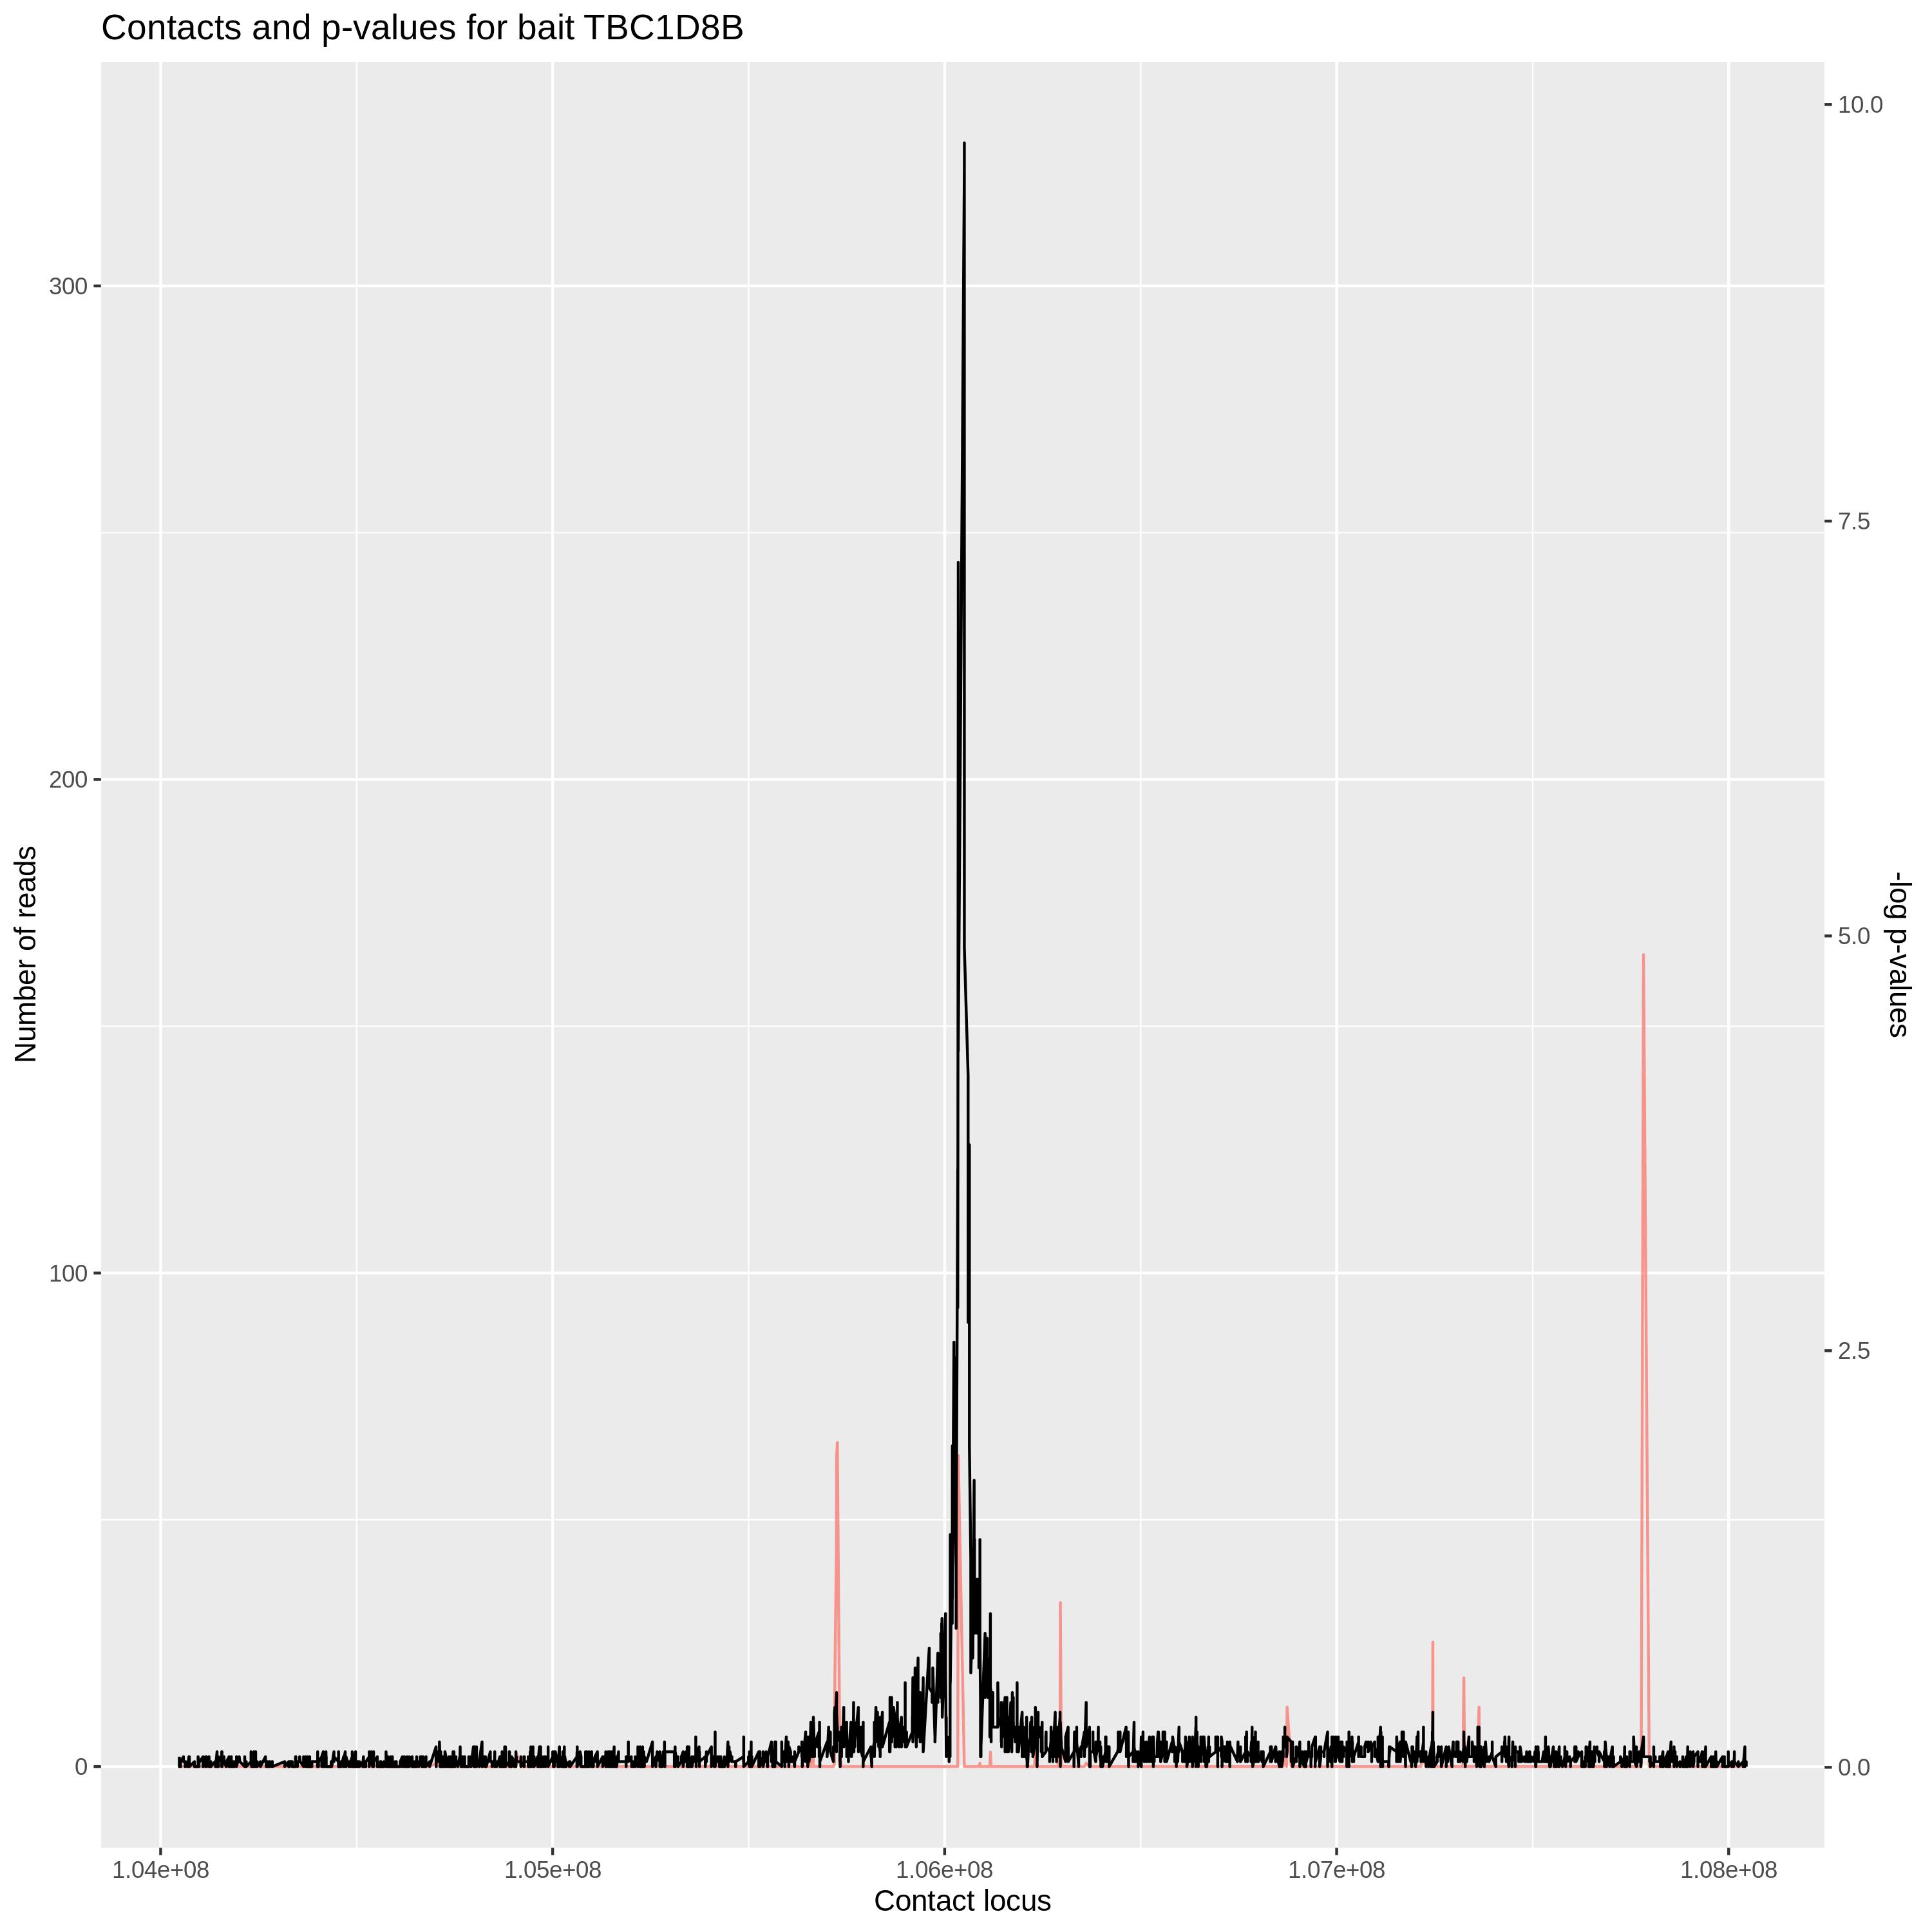 Contacts and p-values for bait TBC1D8B
Number of reads
300
200
100
0
10.0
7.5
5.0
2.5
0.0
-log p-values
1.04e+08
1.05e+08
1.06e+08
1.07e+08
1.08e+08
Contact locus